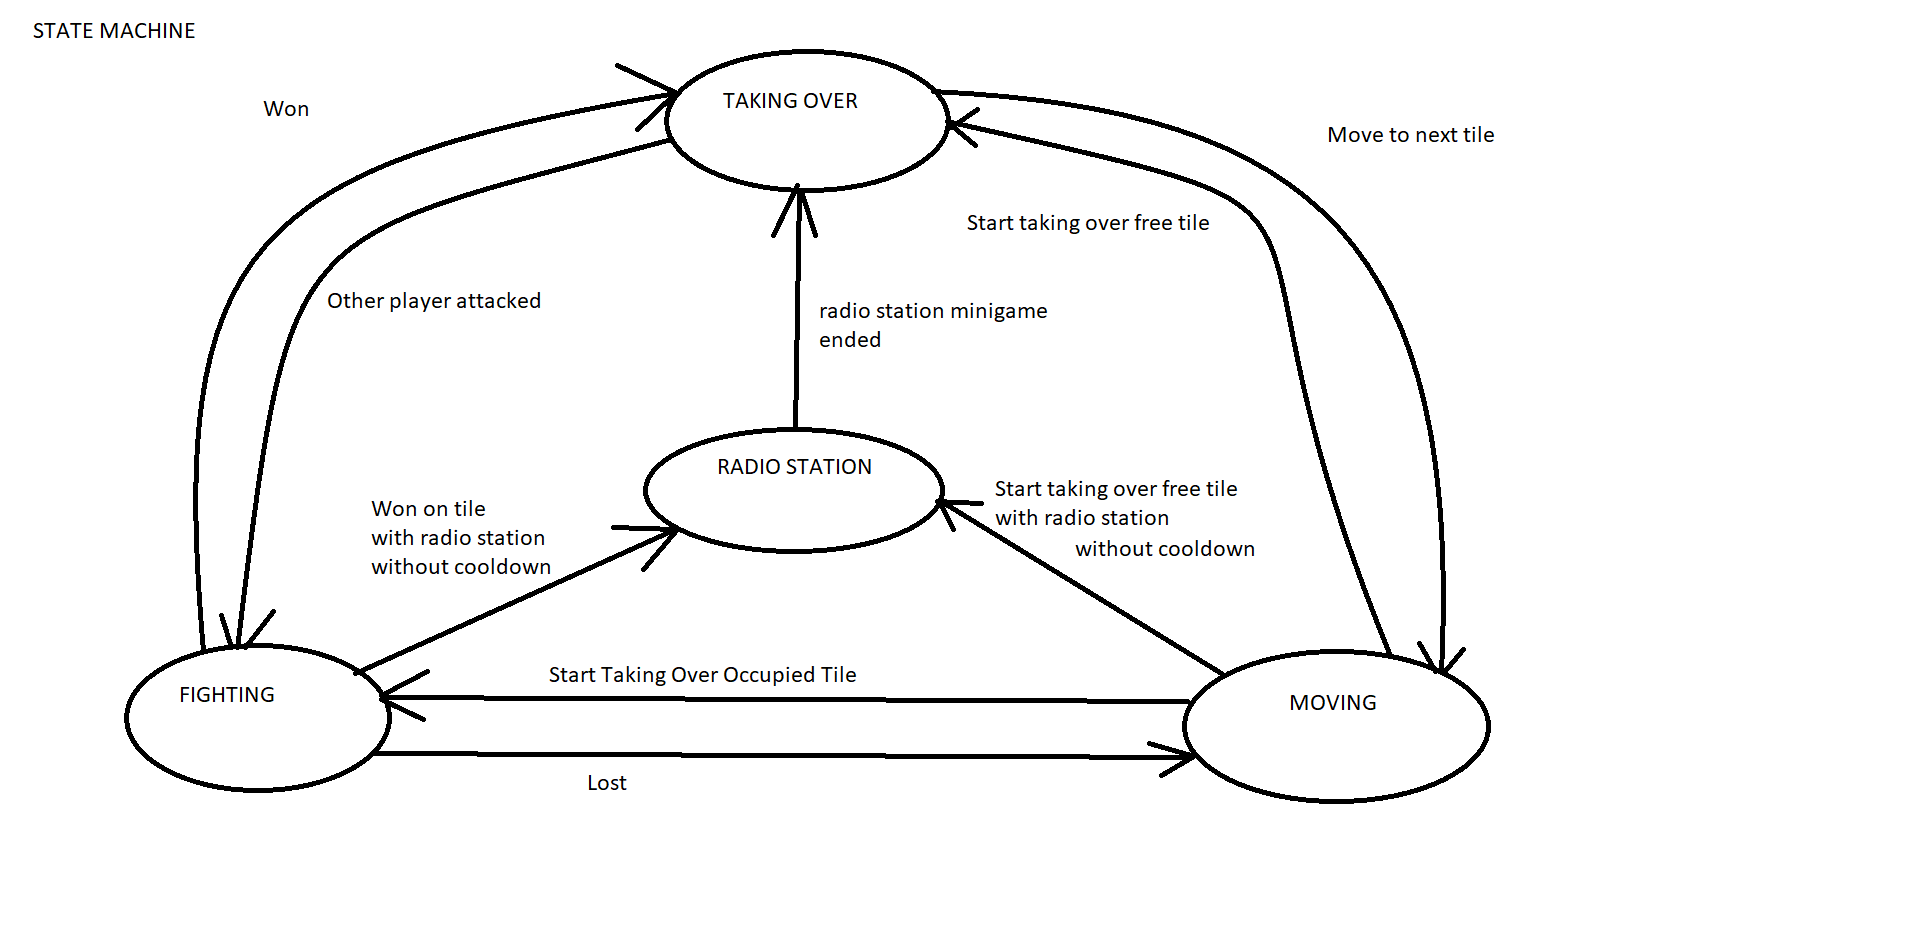 STATE MACHINE
TAKING OVER
Won
Move to next tile
Start taking over free tile
Other player attacked
radio station minigame
ended
RADIO STATION
Won on tile
with radio station
without cooldown
Start taking over free tile
with radio station
without cooldown
Start Taking Over Occupied Tile
FIGHTING
MOVING
Lost